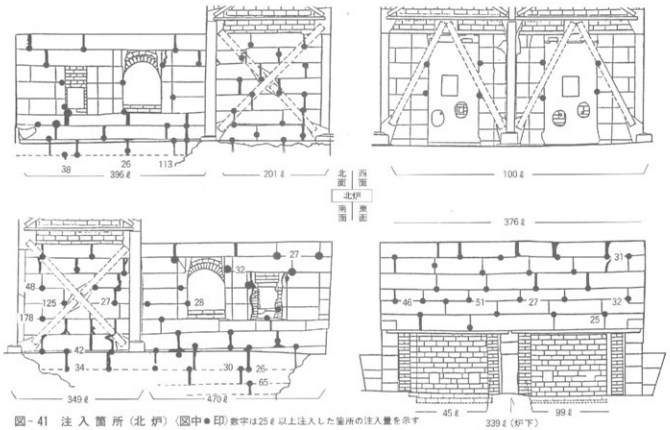 38
26
113
396ℓ
201ℓ
100ℓ
北面
西面
北炉
南面
東面
376ℓ
48
125
178
27
42
34
32
27
28
30
26
65
349ℓ
470ℓ
31
46
51
27
32
25
45ℓ
99ℓ
339ℓ(炉下)
図-41 注入箇所(北炉)〈図中●印〉数字は25ℓ以上注入した箇所の注入量を示す